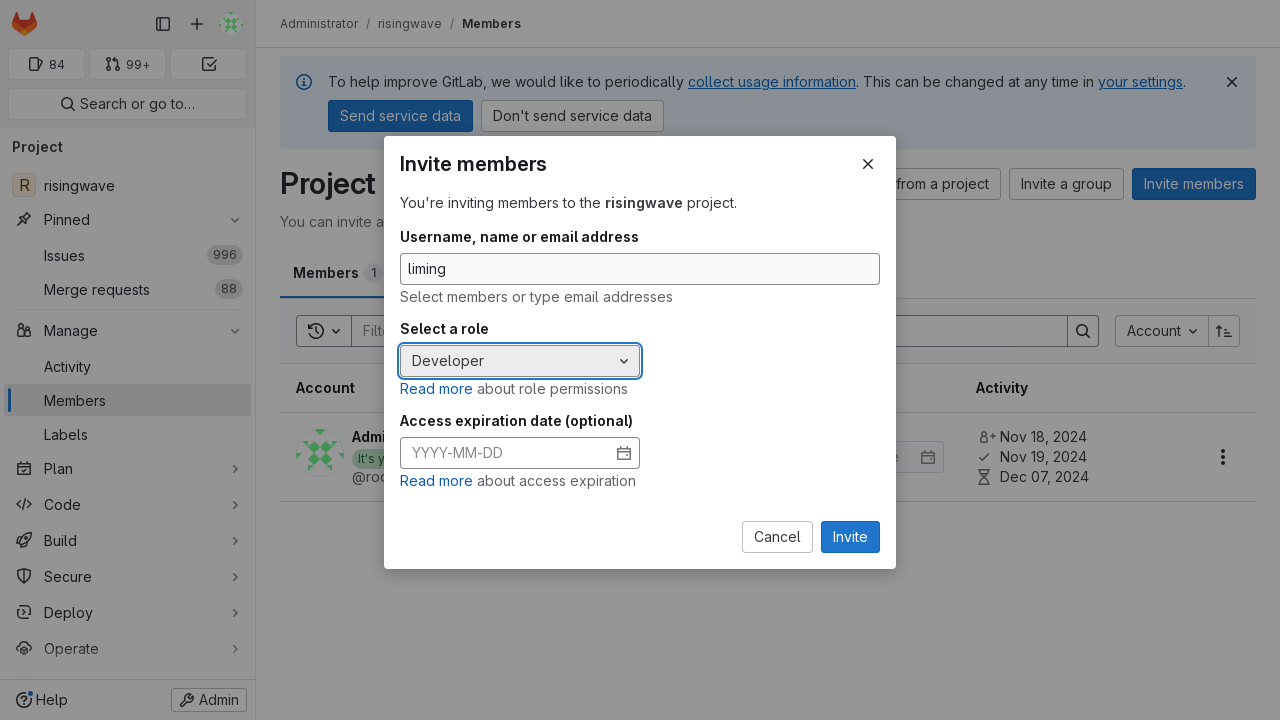 84
99+
Search or go to…
Project
R risingwave
Pinned
Issues 996
Merge requests 88
Manage
Activity
Members
Labels
Plan
Code
Build
Secure
Deploy
Operate
Help
Admin
Administrator / risingwave / Members
To help improve GitLab, we would like to periodically collect usage information. This can be changed at any time in your settings.
Send service data
Don't send service data
Project
from a project
Invite a group
Invite members
You can invite a
Members 1
Account
Account
Activity
It's y
Nov 18, 2024
Nov 19, 2024
Dec 07, 2024
Invite members
You're inviting members to the risingwave project.
Username, name or email address
liming
Select members or type email addresses
Select a role
Developer
Read more about role permissions
Access expiration date (optional)
YYYY-MM-DD
Read more about access expiration
Cancel
Invite